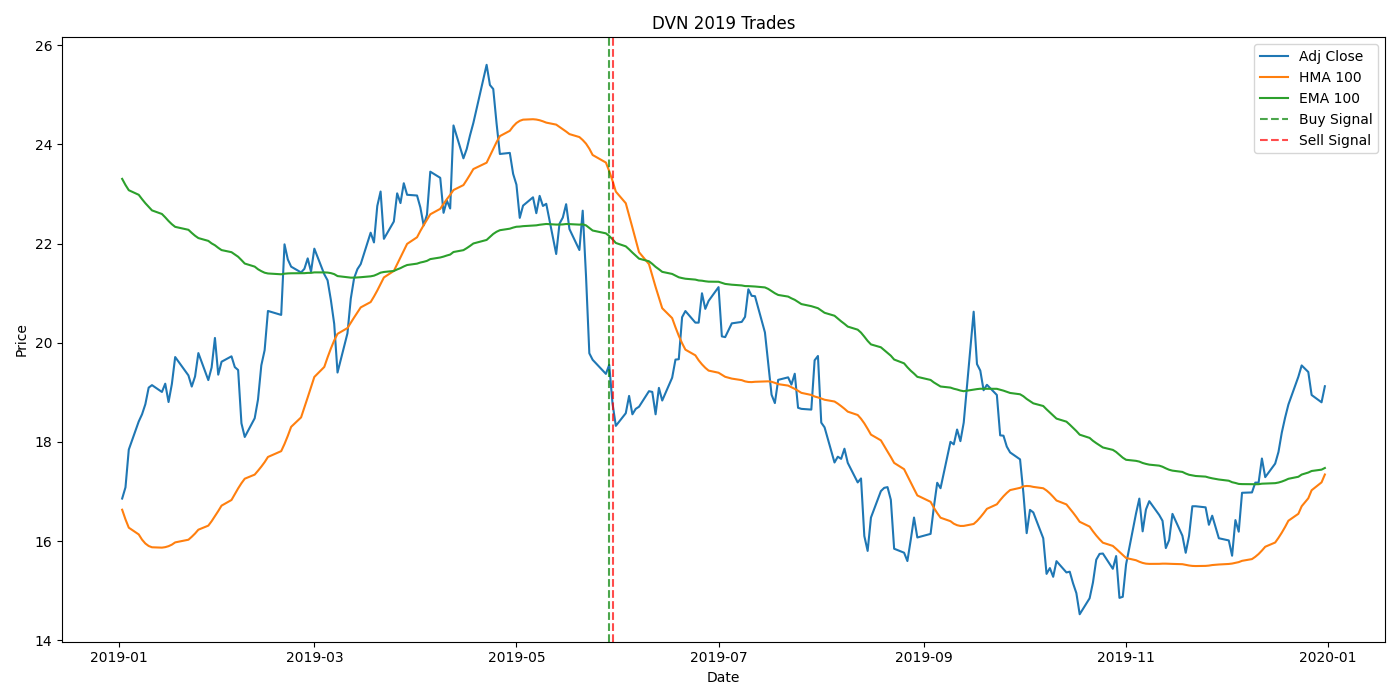 DVN 2019 Trades
Adj Close
HMA 100
EMA 100
Buy Signal
Sell Signal
Price
26
24
22
20
18
16
14
2019-01
2019-03
2019-05
2019-07
2019-09
2019-11
2020-01
Date